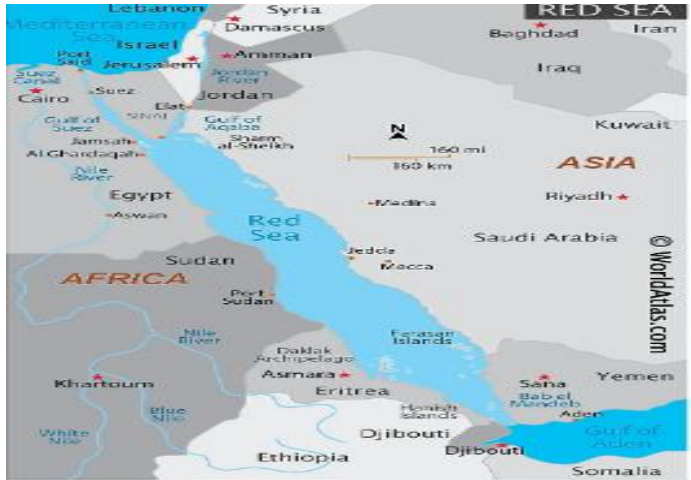 Lebanon
Syria
RED SEA
Mediterranean
Sea
Damascus
Baghdad
Iran
Port
Said
Israel
Amman
Jerusalem
Jordan
River
Iraq
Suez
Canal
Cairo
Suez
Jordan
Elat
SINAI
Gulf of
Suez
Gulf of
Aqaba
Kuwait
Jamsah
Sharm
al-Sheikh
N
160 mi
160 km
Al Ghardaqah
ASIA
Nile
River
Egypt
Medina
Riyadh
Aswan
Red
Sea
Saudi Arabia
© WorldAtlas.com
Jedda
Mecca
Sudan
AFRICA
Port
Sudan
Nile
River
Farasan
Islands
Daklak
Archipelago
Asmara
Khartoum
Eritrea
Sana
Yemen
Bab el
Mandeb
Blue
Nile
Hanish
Islands
Aden
White
Nile
Djibouti
Gulf of
Aden
Djibouti
Ethiopia
Somalia